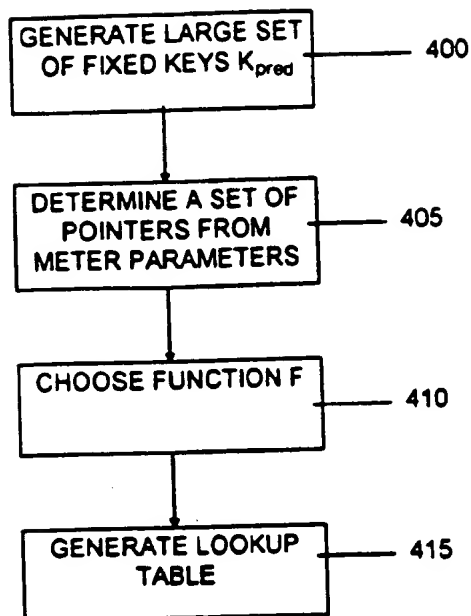 GENERATE LARGE SET
OF FIXED KEYS Kpred
400
DETERMINE A SET OF
POINTERS FROM
METER PARAMETERS
405
CHOOSE FUNCTION F
410
GENERATE LOOKUP
TABLE
415